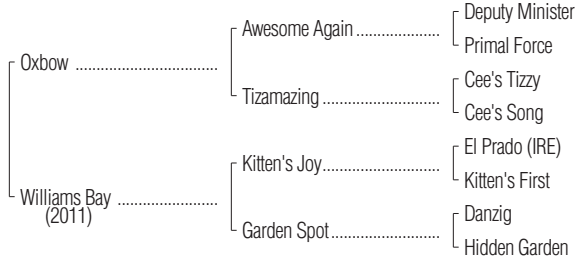 Deputy Minister
Awesome Again ..................
Primal Force
Oxbow ................................
Cee's Tizzy
Tizamazing ..........................
Cee's Song
El Prado (IRE)
Kitten's Joy..........................
Kitten's First
Williams Bay ......................
(2011)
Danzig
Garden Spot........................
Hidden Garden